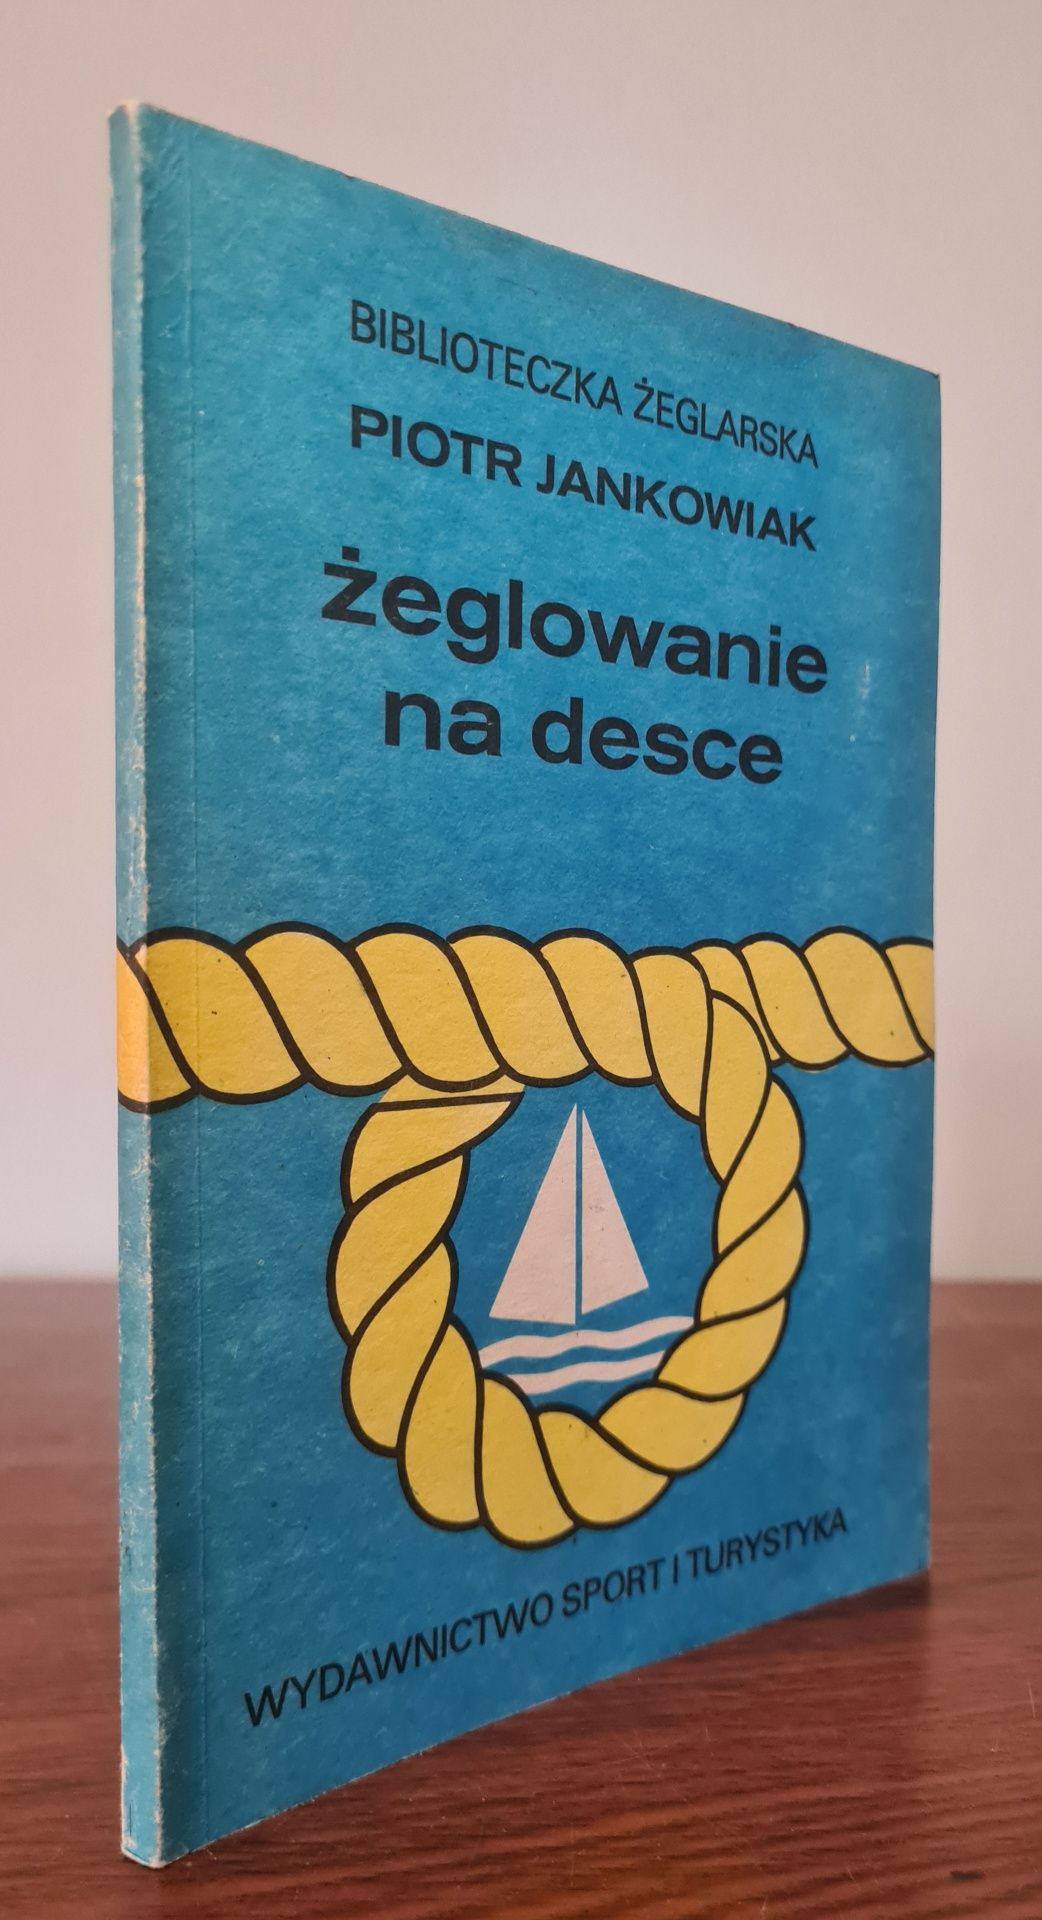 BIBLIOTECZKA ŻEGLARSKA
PIOTR JANKOWIAK
żeglowanie
na desce
WYDAWNICTWO SPORT I TURYSTYKA